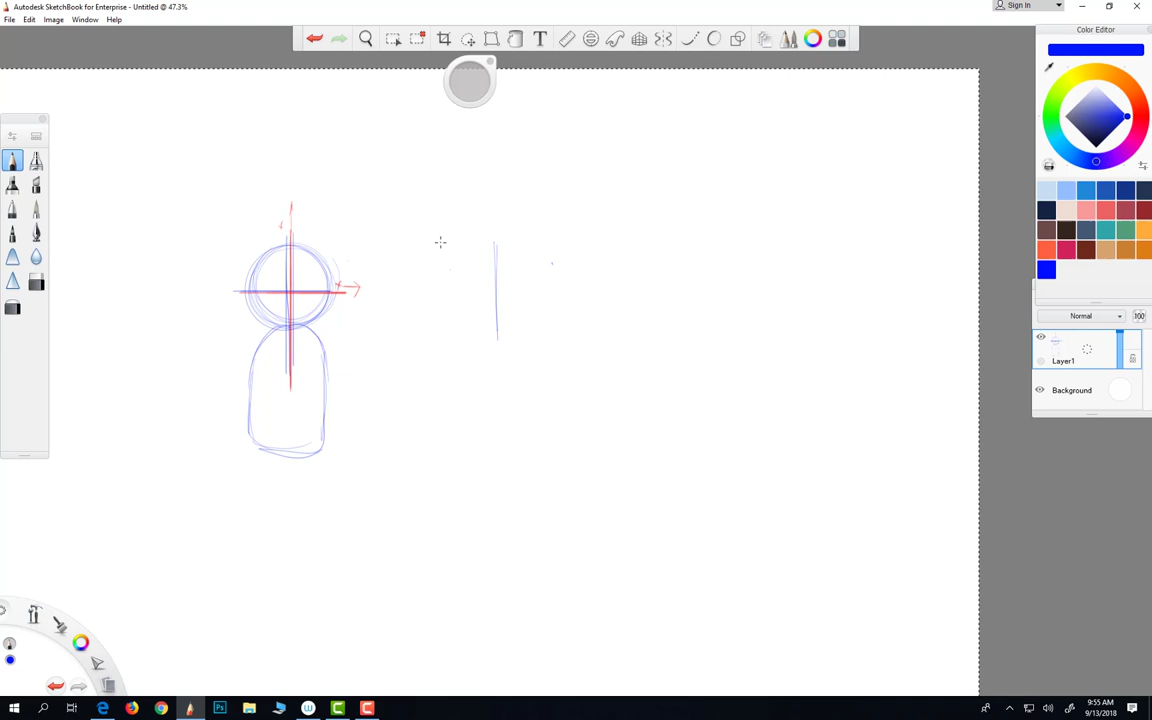 Autodesk SketchBook for Enterprise - Untitled @ 47.3%
Sign In
File Edit Image Window Help
T
Color Editor
Normal
100
Layer1
Background
W
Ps
9:55 AM
9/13/2018